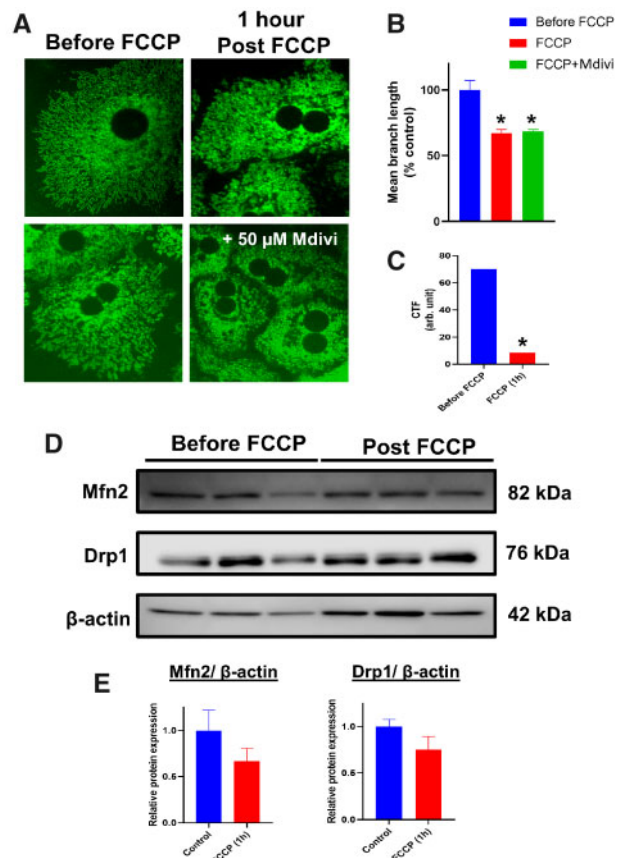 A
Before FCCP
1 hour
Post FCCP
+ 50 µM Mdivi
B
Before FCCP
FCCP
FCCP+Mdivi
Mean branch length
(% control)
100
50
0
*
*
C
CTF
(arb. unit)
80
60
40
20
0
*
Before FCCP
FCCP (1h)
D
Before FCCP
Post FCCP
Mfn2
82 kDa
Drp1
76 kDa
β-actin
42 kDa
E
Mfn2/ β-actin
Relative protein expression
1.0
0.5
0
Control
FCCP (1h)
Drp1/ β-actin
Relative protein expression
1.0
0.5
0
Control
FCCP (1h)